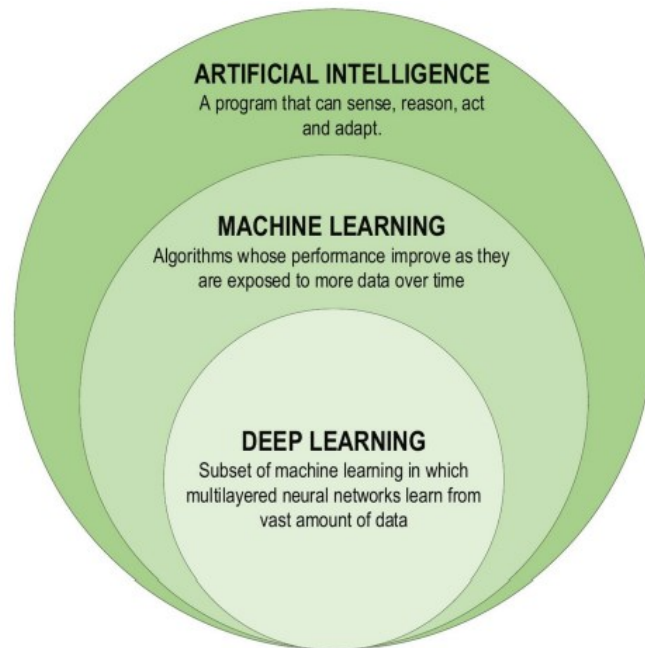 ARTIFICIAL INTELLIGENCE
A program that can sense, reason, act
and adapt.
MACHINE LEARNING
Algorithms whose performance improve as they
are exposed to more data over time
DEEP LEARNING
Subset of machine learning in which
multilayered neural networks learn from
vast amount of data